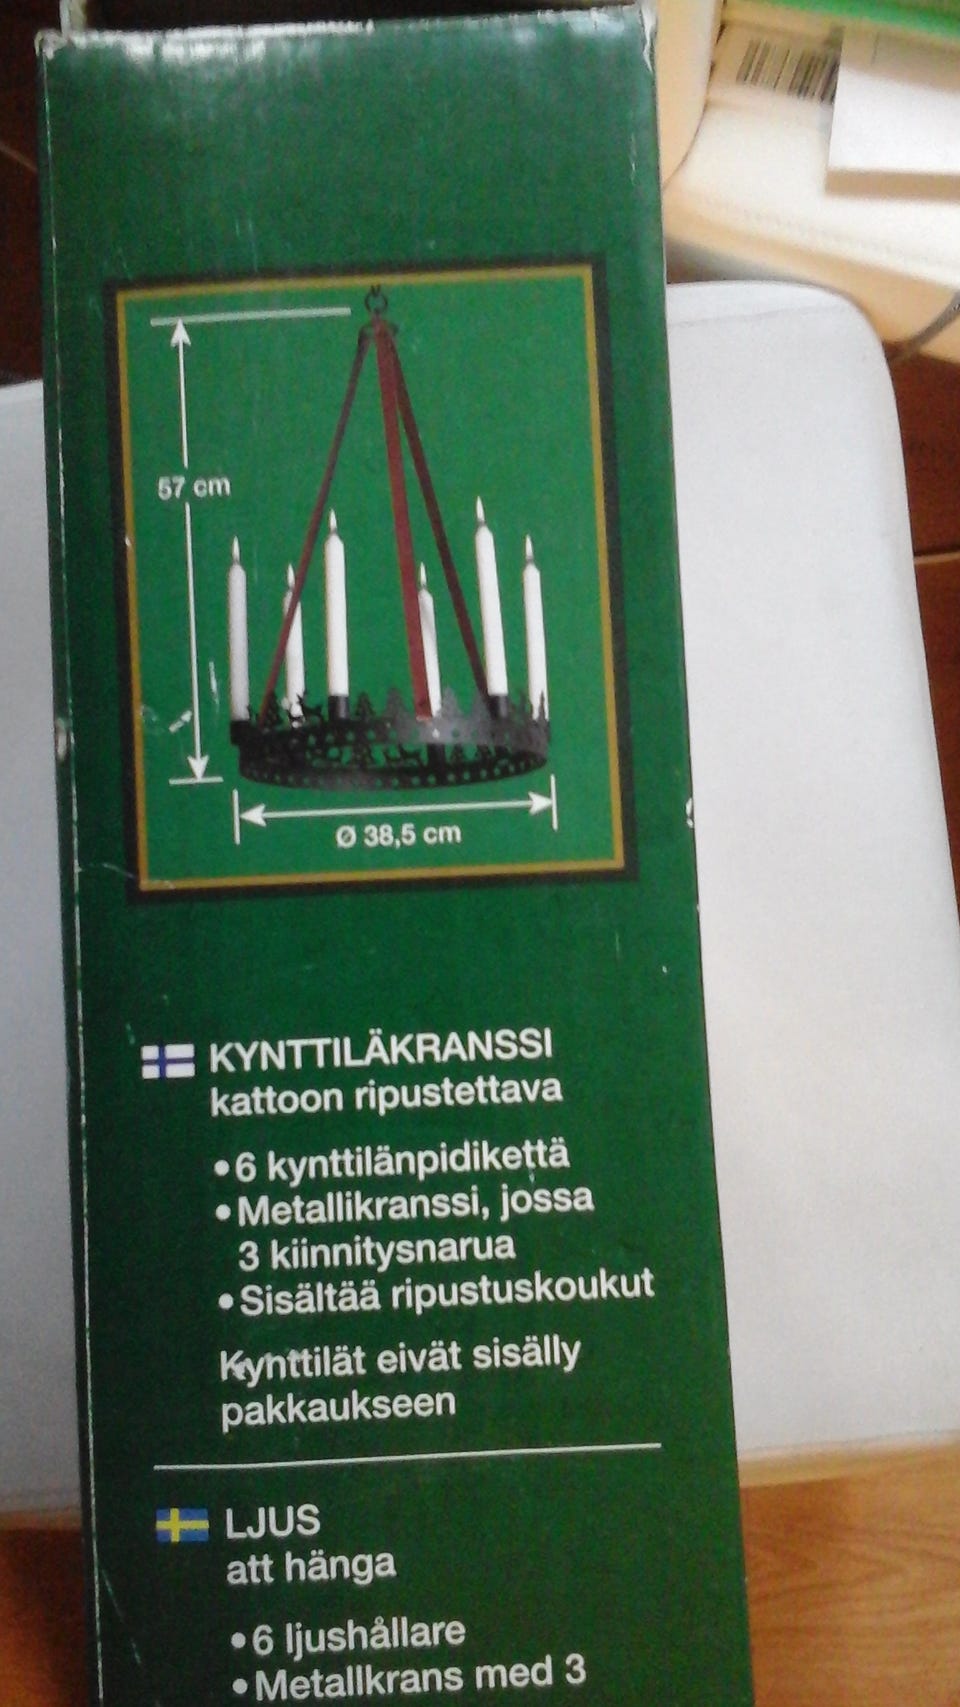 57 cm
Ø 38,5 cm
KYNTTILÄKRANSSI
kattoon ripustettava
•6 kynttilänpidikettä
•Metallikranssi, jossa
3 kiinnitysnarua
•Sisältää ripustuskoukut
Kynttilät eivät sisälly
pakkaukseen
LJUS
att hänga
•6 ljushållare
•Metallkrans med 3